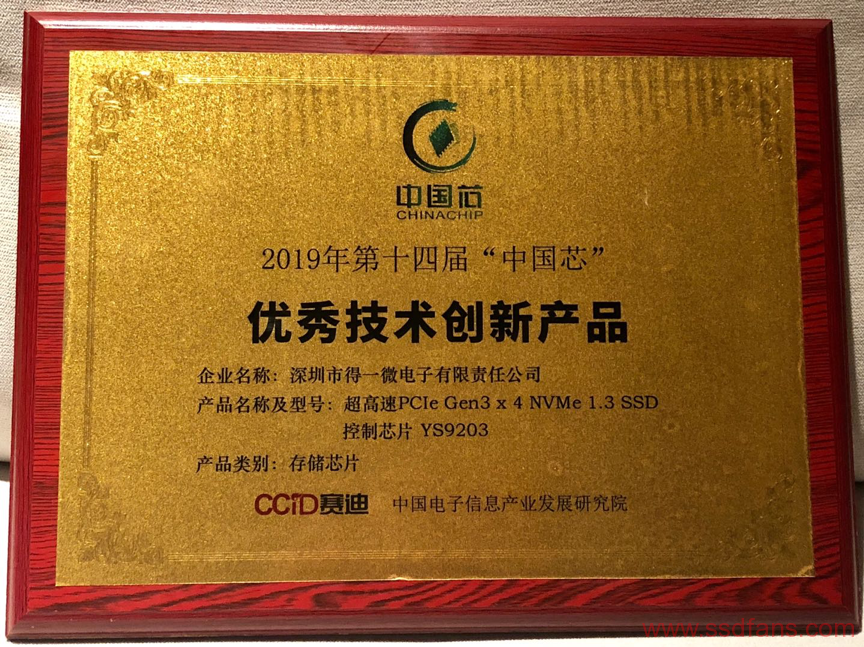 中国芯
CHINACHIP
2019年第十四届“中国芯”
优秀技术创新产品
企业名称：深圳市得一微电子有限责任公司
产品名称及型号：超高速PCIe Gen3 x 4 NVMe 1.3 SSD
控制芯片 YS9203
产品类别：存储芯片
CCID赛迪 中国电子信息产业发展研究院
www.ssdfans.com